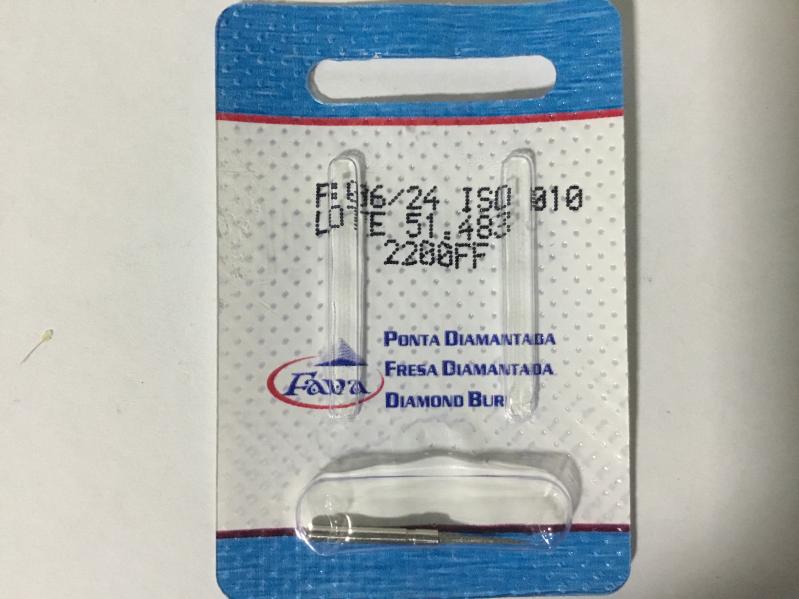 F:06/24 ISO 010
LOTE 51.483
2200FF
PONTA DIAMANTADA
FRESA DIAMANTADA
Fava
DIAMOND BUR